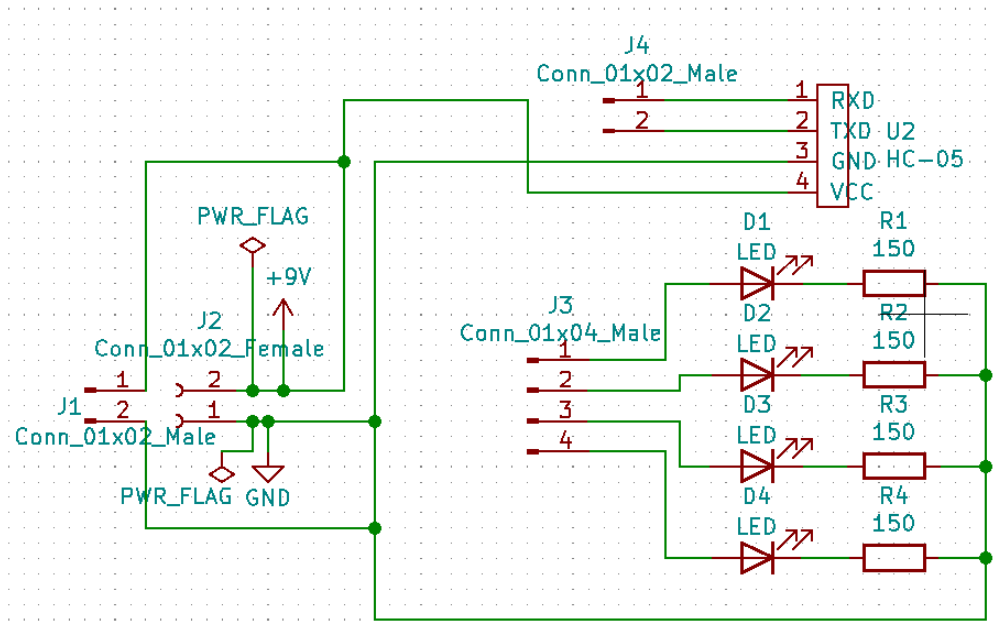 J4
Conn_01x02_Male
1
2
1
2
3
4
RXD
TXD
GND
VCC
U2
HC-05
PWR_FLAG
+9V
J2
Conn_01x02_Female
2
1
1
2
J1
Conn_01x02_Male
PWR_FLAG
GND
J3
Conn_01x04_Male
1
2
3
4
D1
LED
R1
150
D2
LED
R2
150
D3
LED
R3
150
D4
LED
R4
150